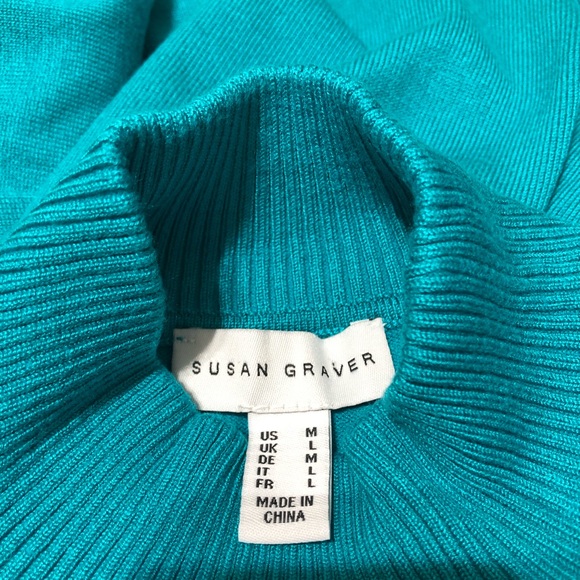 SUSAN GRAVER
US M
UK L
DE M
IT L
FR L
MADE IN
CHINA